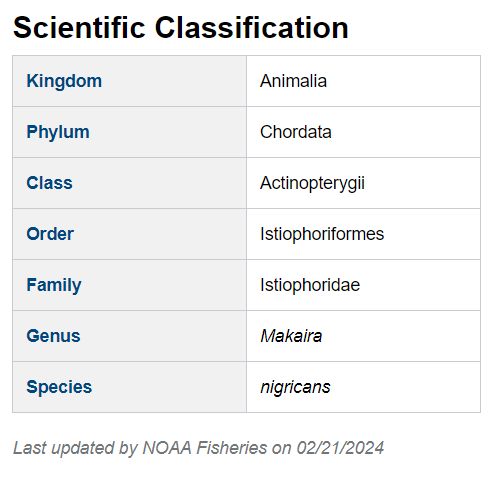 Scientific Classification
Kingdom Animalia
Phylum Chordata
Class Actinopterygii
Order Istiophoriformes
Family Istiophoridae
Genus Makaira
Species nigricans
Last updated by NOAA Fisheries on 02/21/2024